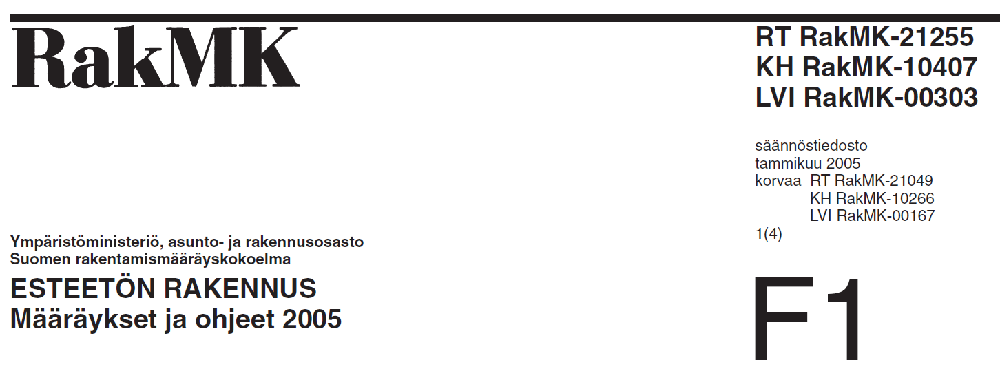 RakMK
RT RakMK-21255
KH RakMK-10407
LVI RakMK-00303
säännöstiedosto
tammikuu 2005
korvaa RT RakMK-21049
KH RakMK-10266
LVI RakMK-00167
1(4)
Ympäristöministeriö, asunto- ja rakennusosasto
Suomen rakentamismääräyskokoelma
ESTEETÖN RAKENNUS
Määräykset ja ohjeet 2005
F1